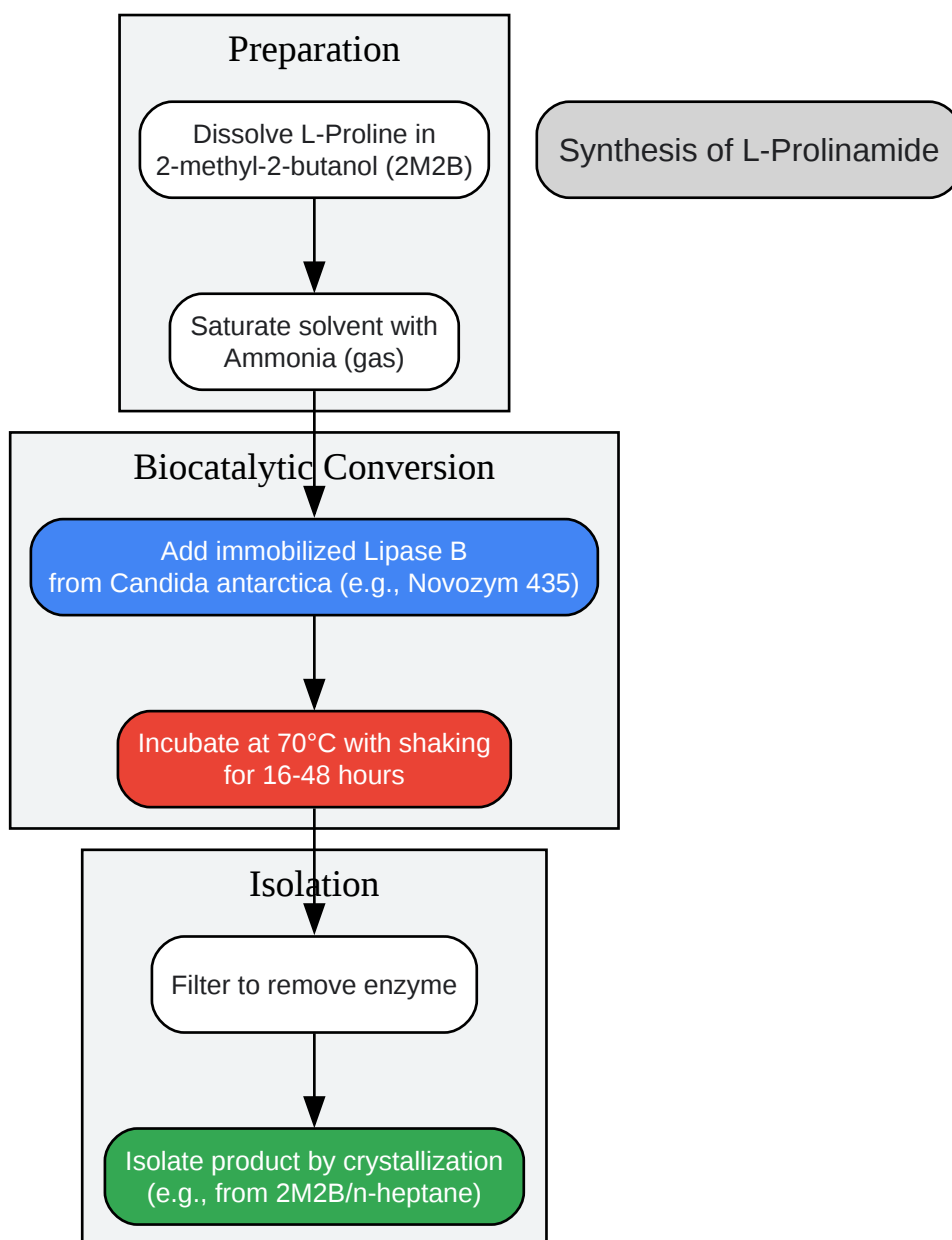 Preparation
Dissolve L-Proline in
2-methyl-2-butanol (2M2B)
Synthesis of L-Prolinamide
Saturate solvent with
Ammonia (gas)
Biocatalytic Conversion
Add immobilized Lipase B
from Candida antarctica (e.g., Novozym 435)
Incubate at 70°C with shaking
for 16-48 hours
Isolation
Filter to remove enzyme
Isolate product by crystallization
(e.g., from 2M2B/n-heptane)